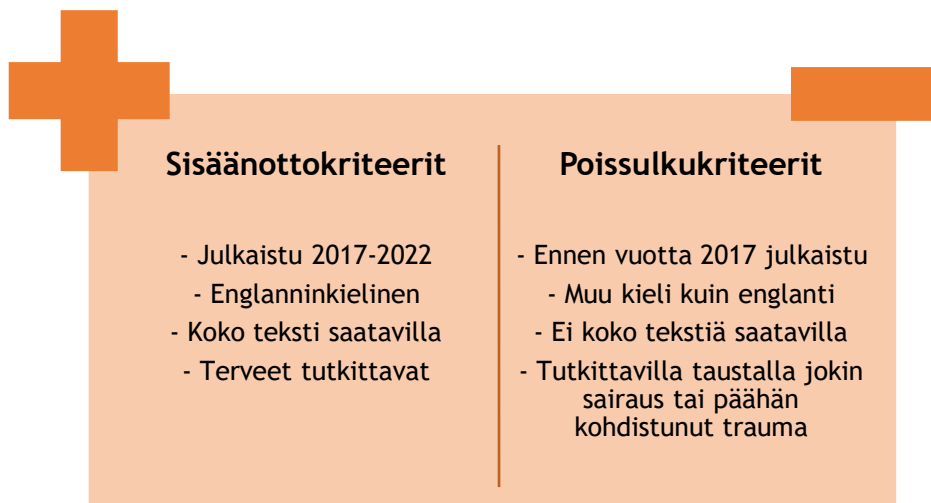 Sisäänottokriteerit
- Julkaistu 2017-2022
- Englanninkielinen
- Koko teksti saatavilla
- Terveet tutkittavat
Poissulkukriteerit
- Ennen vuotta 2017 julkaistu
- Muu kieli kuin englanti
- Ei koko tekstiä saatavilla
- Tutkittavilla taustalla jokin
sairaus tai päähän
kohdistunut trauma